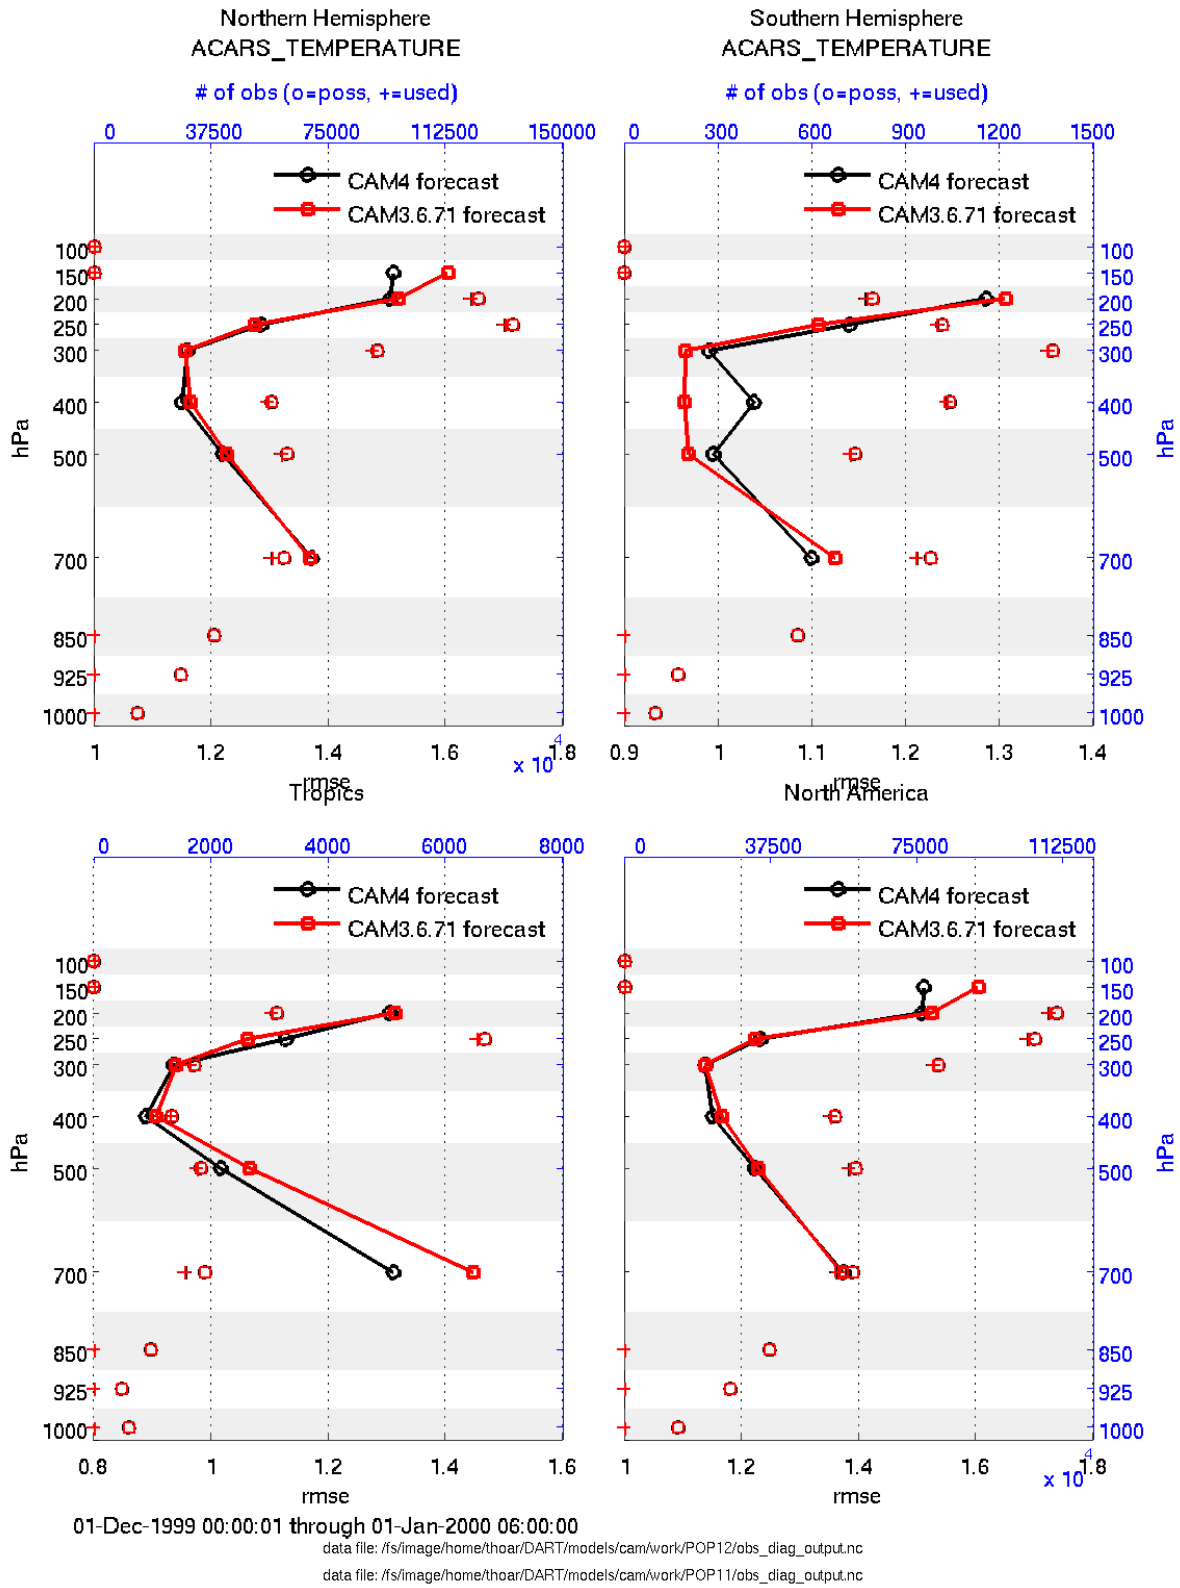 Northern Hemisphere
ACARS_TEMPERATURE
# of obs (o=poss, +=used)
0 37500 75000 112500 150000
CAM4 forecast
CAM3.6.71 forecast
100
150
200
250
300
400
500
700
850
925
1000
hPa
1 1.2 1.4 1.6 1.8
x 10^4
rmse
Southern Hemisphere
ACARS_TEMPERATURE
# of obs (o=poss, +=used)
0 300 600 900 1200 1500
CAM4 forecast
CAM3.6.71 forecast
100
150
200
250
300
400
500
700
850
925
1000
hPa
0.9 1 1.1 1.2 1.3 1.4
rmse
Tropics
0 2000 4000 6000 8000
CAM4 forecast
CAM3.6.71 forecast
100
150
200
250
300
400
500
700
850
925
1000
hPa
0.8 1 1.2 1.4 1.6
rmse
North America
0 37500 75000 112500
CAM4 forecast
CAM3.6.71 forecast
100
150
200
250
300
400
500
700
850
925
1000
hPa
1 1.2 1.4 1.6 1.8
x 10^4
rmse
01-Dec-1999 00:00:01 through 01-Jan-2000 06:00:00
data file: /fs/image/home/thoar/DART/models/cam/work/POP12/obs_diag_output.nc
data file: /fs/image/home/thoar/DART/models/cam/work/POP11/obs_diag_output.nc